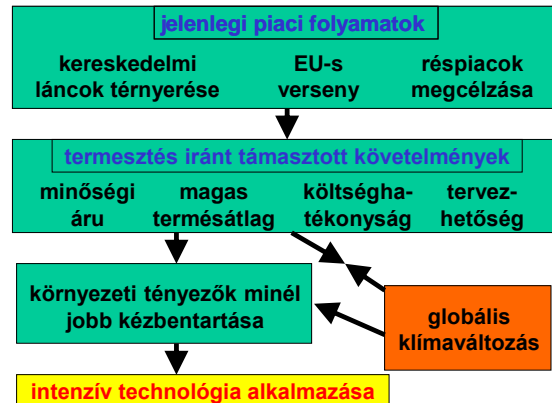 jelenlegi piaci folyamatok
kereskedelmi EU-s réspiacok
láncok térnyerése verseny megcélzása
termesztés iránt támasztott követelmények
minőségi magas költségha- tervez-
áru termésátlag tékonyság hetőség
környezeti tényezők minél
jobb kézbentartása
globális
klímaváltozás
intenzív technológia alkalmazása